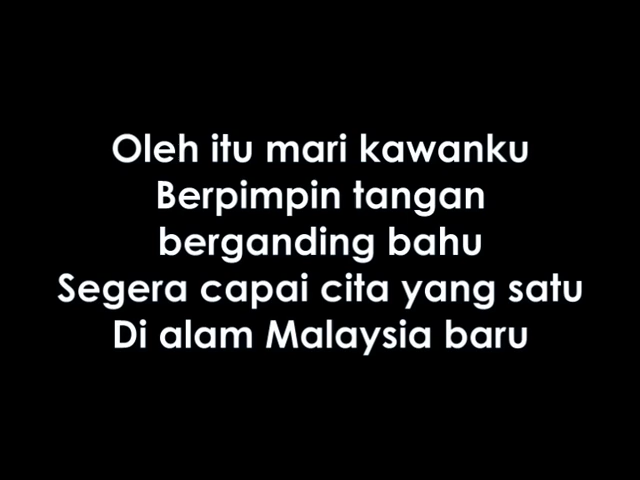 Oleh itu mari kawanku
Berpimpin tangan
berganding bahu
Segera capai cita yang satu
Di alam Malaysia baru